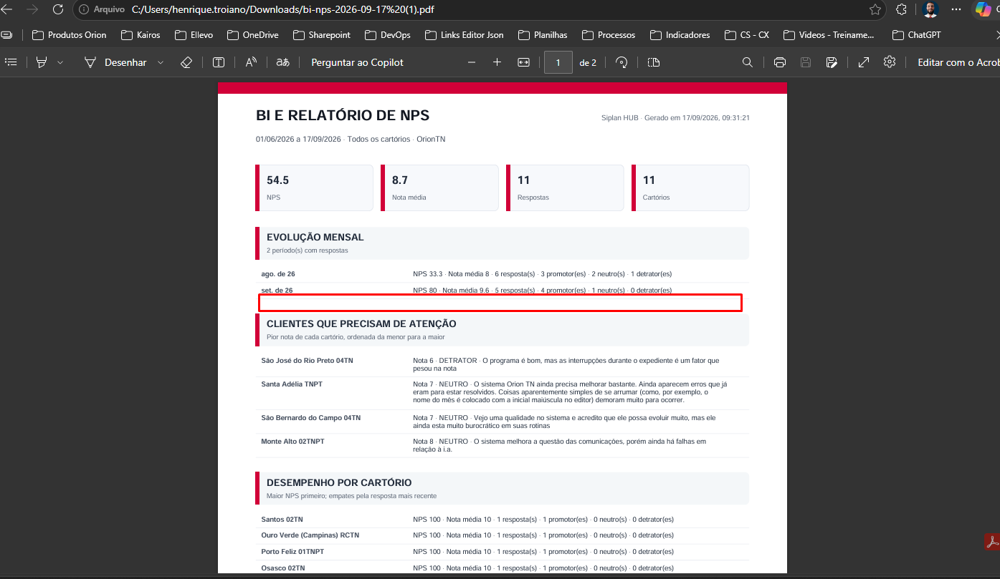 Arquivo C:/Users/henrique.troiano/Downloads/bi-nps-2026-09-17%20(1).pdf
Produtos Orion Kairos Ellevo OneDrive Sharepoint DevOps Links Editor Json Planilhas Processos Indicadores CS - CX Videos - Treiname... ChatGPT
Desenhar aあ Perguntar ao Copilot 1 de 2 Editar com o Acrob
BI E RELATÓRIO DE NPS
Siplan HUB · Gerado em 17/09/2026, 09:31:21
01/06/2026 a 17/09/2026 · Todos os cartórios · OrionTN
54.5 8.7 11 11
NPS Nota média Respostas Cartórios
EVOLUÇÃO MENSAL
2 período(s) com respostas
ago. de 26 NPS 33.3 · Nota média 8 · 6 resposta(s) · 3 promotor(es) · 2 neutro(s) · 1 detrator(es)
set. de 26 NPS 80 · Nota média 9.6 · 5 resposta(s) · 4 promotor(es) · 1 neutro(s) · 0 detrator(es)
CLIENTES QUE PRECISAM DE ATENÇÃO
Pior nota de cada cartório, ordenada da menor para a maior
São José do Rio Preto 04TN Nota 6 · DETRATOR · O programa é bom, mas as interrupções durante o expediente é um fator que
pesou na nota
Santa Adélia TNPT Nota 7 · NEUTRO · O sistema Orion TN ainda precisa melhorar bastante. Ainda aparecem erros que já
eram para estar resolvidos. Coisas aparentemente simples de se arrumar (como, por exemplo, o
nome do mês é colocado com a inicial maiúscula no editor) demoram muito para ocorrer.
São Bernardo do Campo 04TN Nota 7 · NEUTRO · Vejo uma qualidade no sistema e acredito que ele possa evoluir muito, mas ele
ainda esta muito burocrático em suas rotinas
Monte Alto 02TNPT Nota 8 · NEUTRO · O sistema melhora a questão das comunicações, porém ainda há falhas em
relação à i.a.
DESEMPENHO POR CARTÓRIO
Maior NPS primeiro; empates pela resposta mais recente
Santos 02TN NPS 100 · Nota média 10 · 1 resposta(s) · 1 promotor(es) · 0 neutro(s) · 0 detrator(es)
Ouro Verde (Campinas) RCTN NPS 100 · Nota média 10 · 1 resposta(s) · 1 promotor(es) · 0 neutro(s) · 0 detrator(es)
Porto Feliz 01TNPT NPS 100 · Nota média 10 · 1 resposta(s) · 1 promotor(es) · 0 neutro(s) · 0 detrator(es)
Osasco 02TN NPS 100 · Nota média 10 · 1 resposta(s) · 1 promotor(es) · 0 neutro(s) · 0 detrator(es)